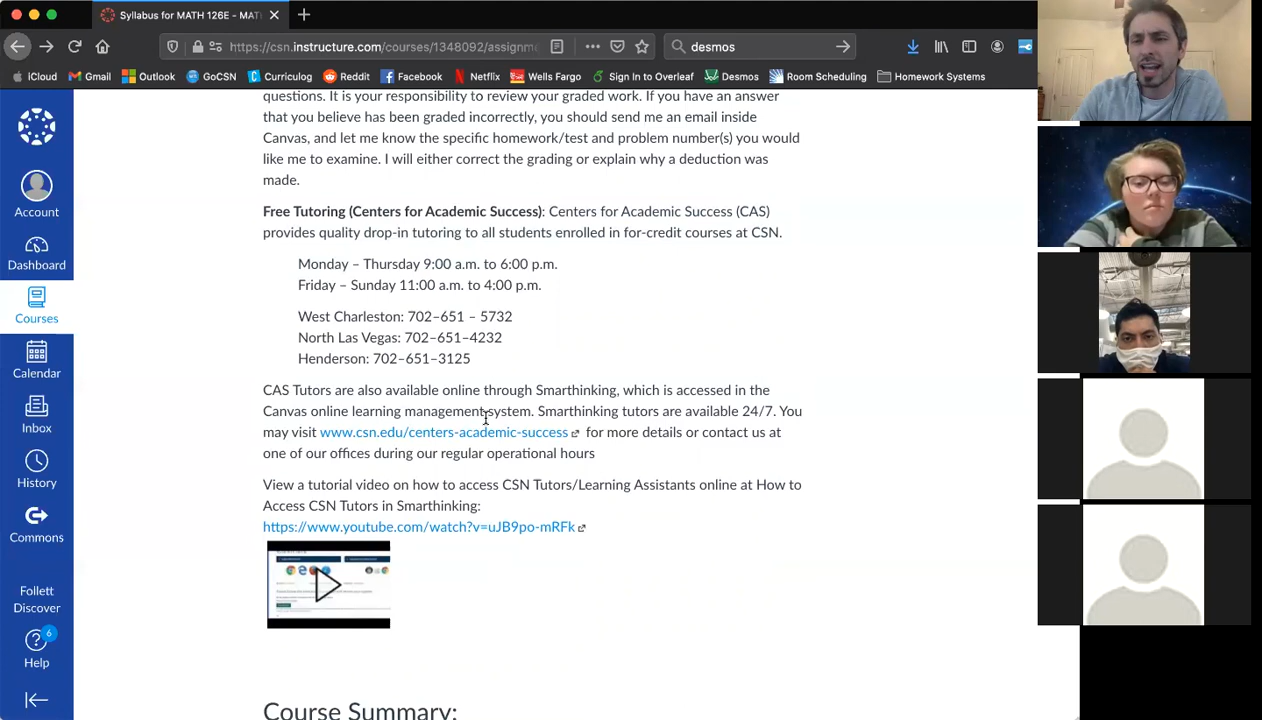 Syllabus for MATH 126E - MAT
https://csn.instructure.com/courses/1348092/assignme
desmos
iCloud
Gmail
Outlook
GoCSN
Curriculog
Reddit
Facebook
Netflix
Wells Fargo
Sign In to Overleaf
Desmos
Room Scheduling
Homework Systems
Account
Dashboard
Courses
Calendar
Inbox
History
Commons
Follett
Discover
6
Help
questions. It is your responsibility to review your graded work. If you have an answer
that you believe has been graded incorrectly, you should send me an email inside
Canvas, and let me know the specific homework/test and problem number(s) you would
like me to examine. I will either correct the grading or explain why a deduction was
made.
Free Tutoring (Centers for Academic Success): Centers for Academic Success (CAS)
provides quality drop-in tutoring to all students enrolled in for-credit courses at CSN.
Monday – Thursday 9:00 a.m. to 6:00 p.m.
Friday – Sunday 11:00 a.m. to 4:00 p.m.
West Charleston: 702–651 – 5732
North Las Vegas: 702–651–4232
Henderson: 702–651–3125
CAS Tutors are also available online through Smarthinking, which is accessed in the
Canvas online learning management system. Smarthinking tutors are available 24/7. You
may visit www.csn.edu/centers-academic-success for more details or contact us at
one of our offices during our regular operational hours
View a tutorial video on how to access CSN Tutors/Learning Assistants online at How to
Access CSN Tutors in Smarthinking:
https://www.youtube.com/watch?v=uJB9po-mRFk
Course Summary: